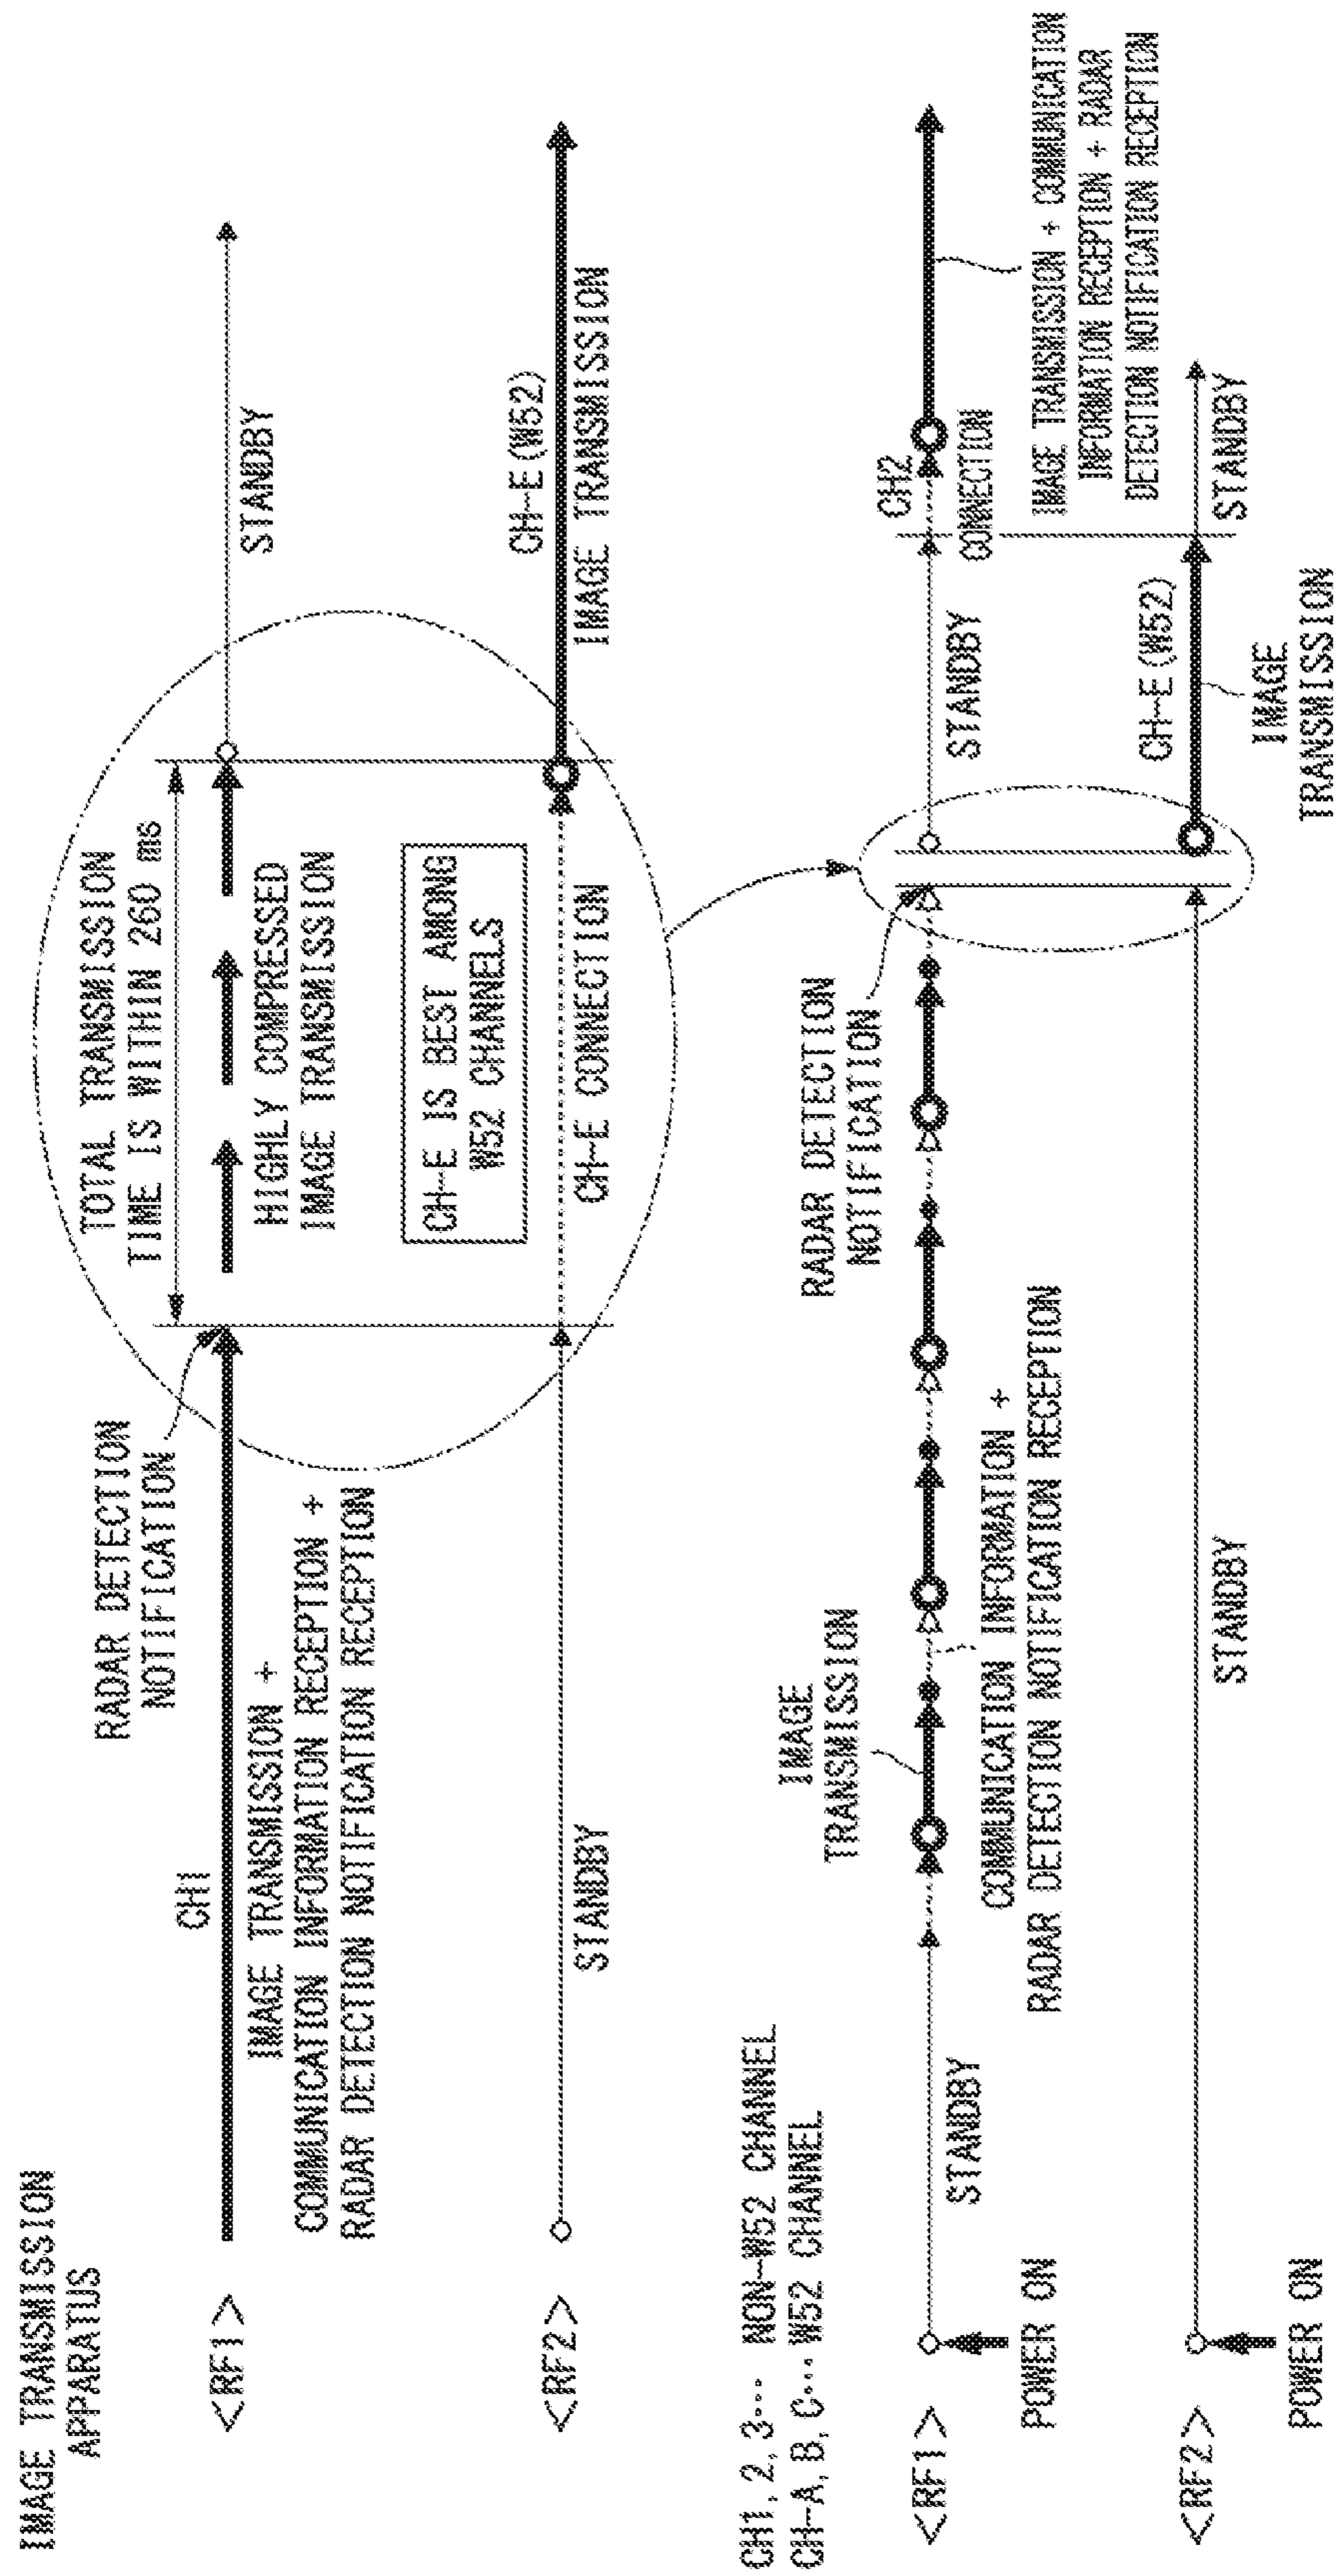 IMAGE TRANSMISSION
APPARATUS
<RF1>
CH1
IMAGE TRANSMISSION +
COMMUNICATION INFORMATION RECEPTION +
RADAR DETECTION NOTIFICATION RECEPTION
RADAR DETECTION
NOTIFICATION
TOTAL TRANSMISSION
TIME IS WITHIN 260 ms
HIGHLY COMPRESSED
IMAGE TRANSMISSION
STANDBY
CH-E IS BEST AMONG
W52 CHANNELS
<RF2>
STANDBY
CH-E CONNECTION
CH-E (W52)
IMAGE TRANSMISSION
CH1, 2, 3··· NON-W52 CHANNEL
CH-A, B, C··· W52 CHANNEL
<RF1>
POWER ON
STANDBY
IMAGE
TRANSMISSION
COMMUNICATION INFORMATION +
RADAR DETECTION NOTIFICATION RECEPTION
RADAR DETECTION
NOTIFICATION
STANDBY
CH2
CONNECTION
IMAGE TRANSMISSION + COMMUNICATION
INFORMATION RECEPTION + RADAR
DETECTION NOTIFICATION RECEPTION
<RF2>
POWER ON
STANDBY
CH-E (W52)
IMAGE
TRANSMISSION
STANDBY